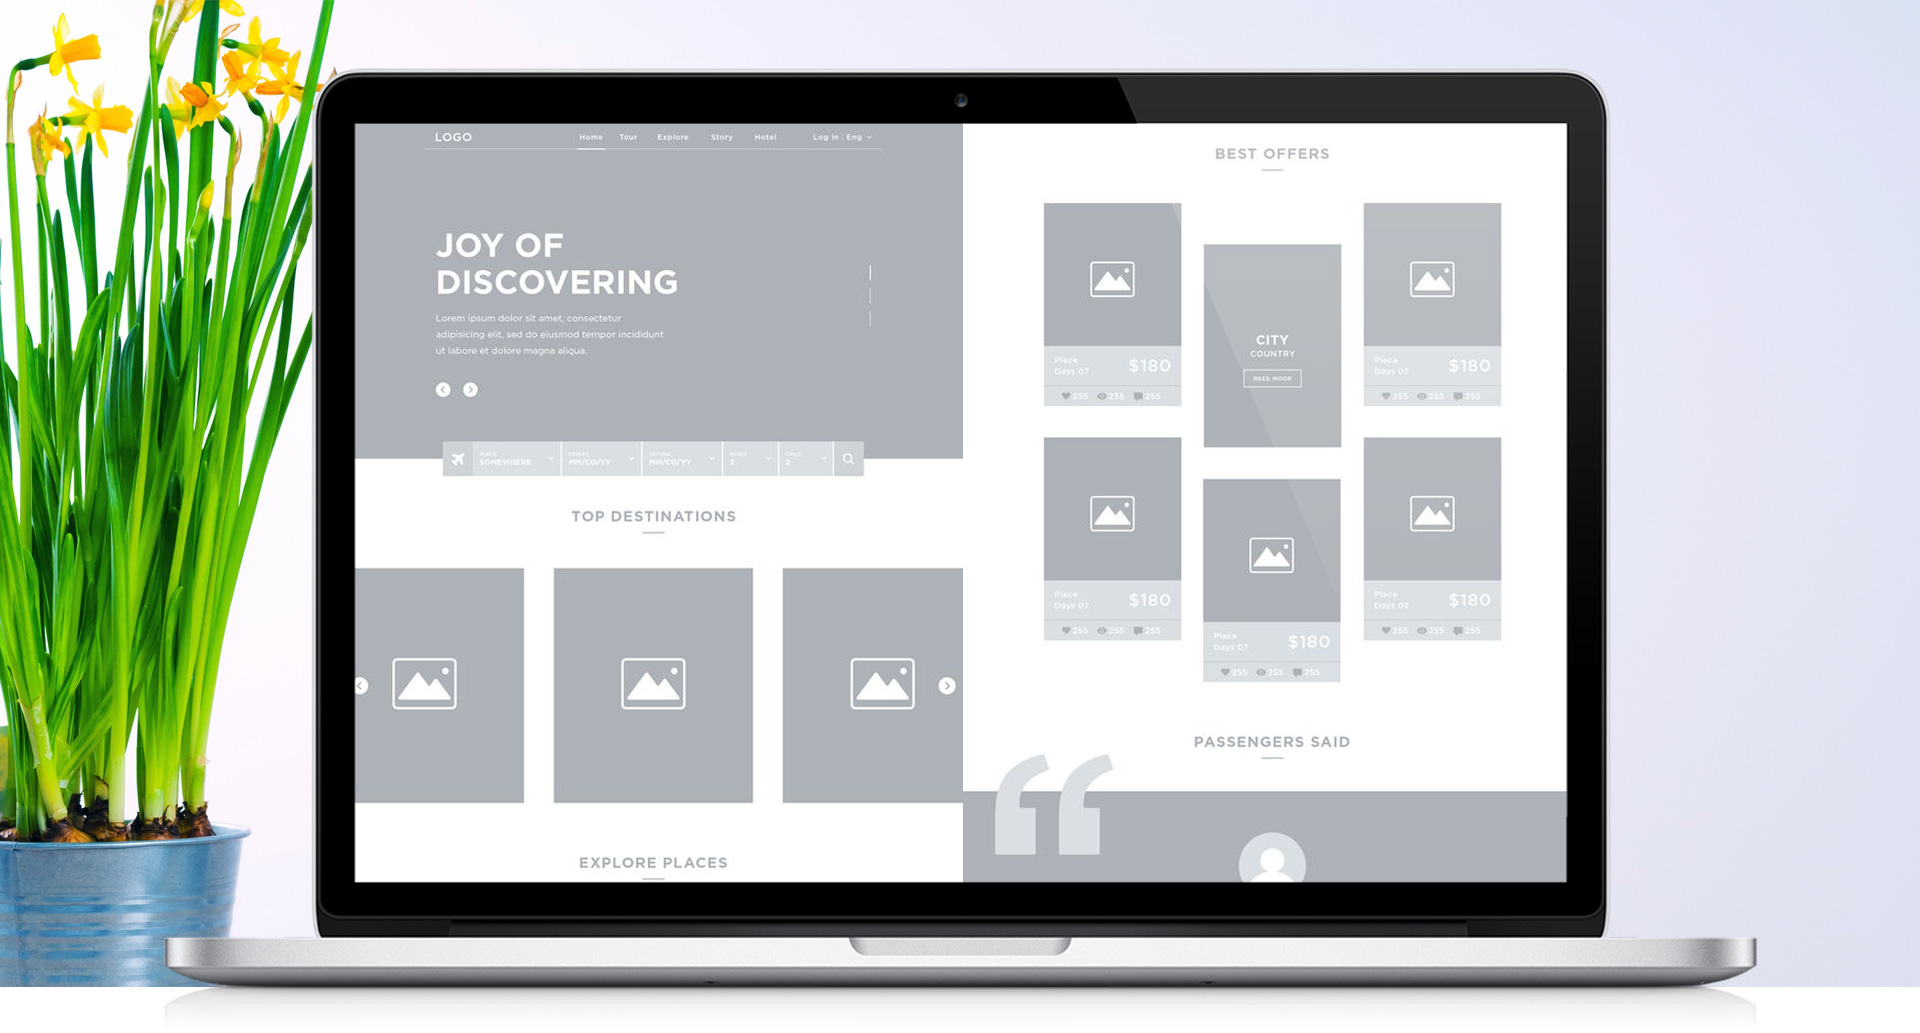 LOGO
Home Tour Explore Story Hotel Log In | Eng
JOY OF
DISCOVERING
Lorem ipsum dolor sit amet, consectetur
adipisicing elit, sed do eiusmod tempor incididunt
ut labore et dolore magna aliqua.
SOMEWHERE MM/CO/YY MM/CO/YY 2 2
TOP DESTINATIONS
EXPLORE PLACES
BEST OFFERS
Place
Days 07
$180
255 255 255
CITY
COUNTRY
REED MOOR
Place
Days 07
$180
255 255 255
Place
Days 07
$180
255 255 255
Place
Days 07
$180
255 255 255
Place
Days 07
$180
255 255 255
PASSENGERS SAID
“